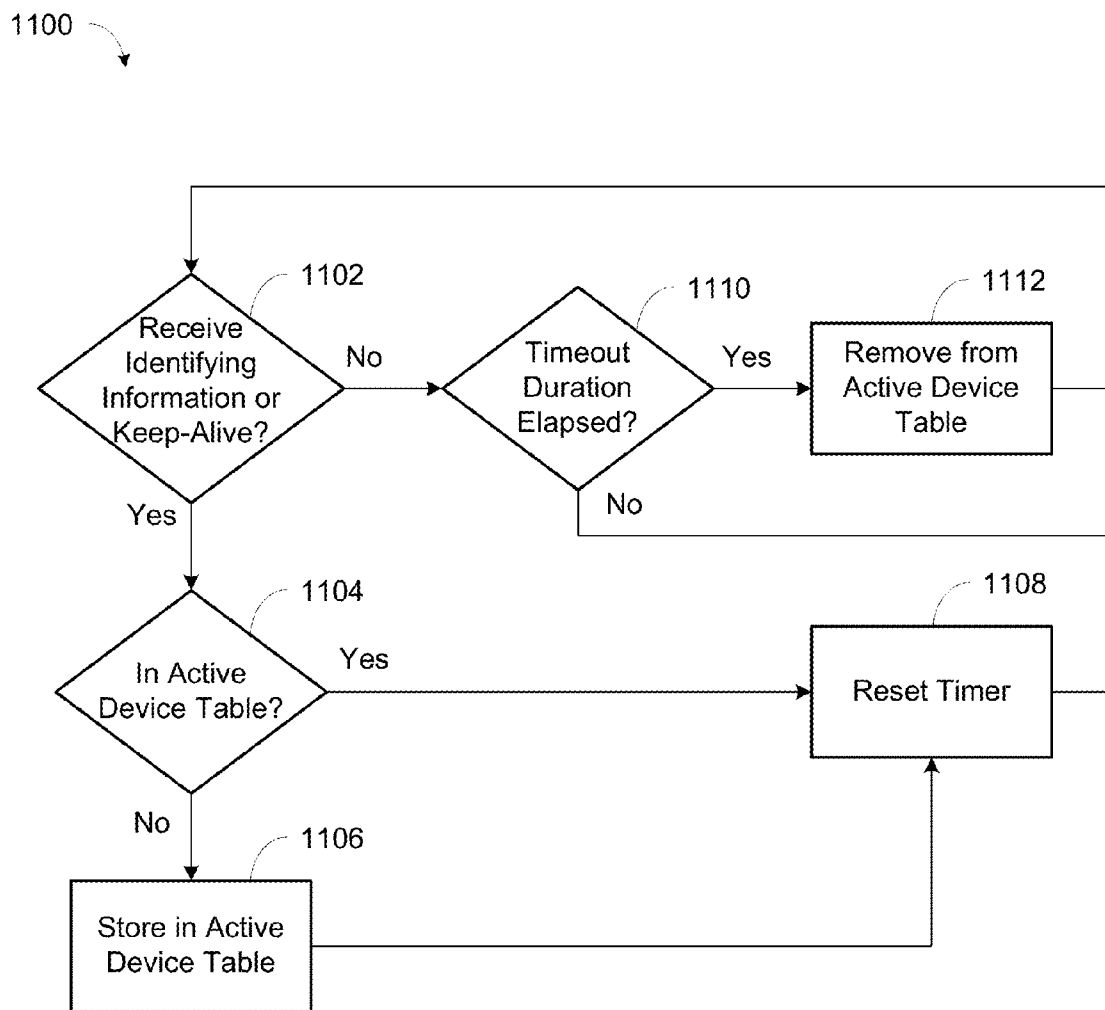 1100
1102
Receive
Identifying
Information or
Keep-Alive?
No
1110
Timeout
Duration
Elapsed?
Yes
1112
Remove from
Active Device
Table
Yes
No
1104
In Active
Device Table?
Yes
1108
Reset Timer
No
1106
Store in Active
Device Table